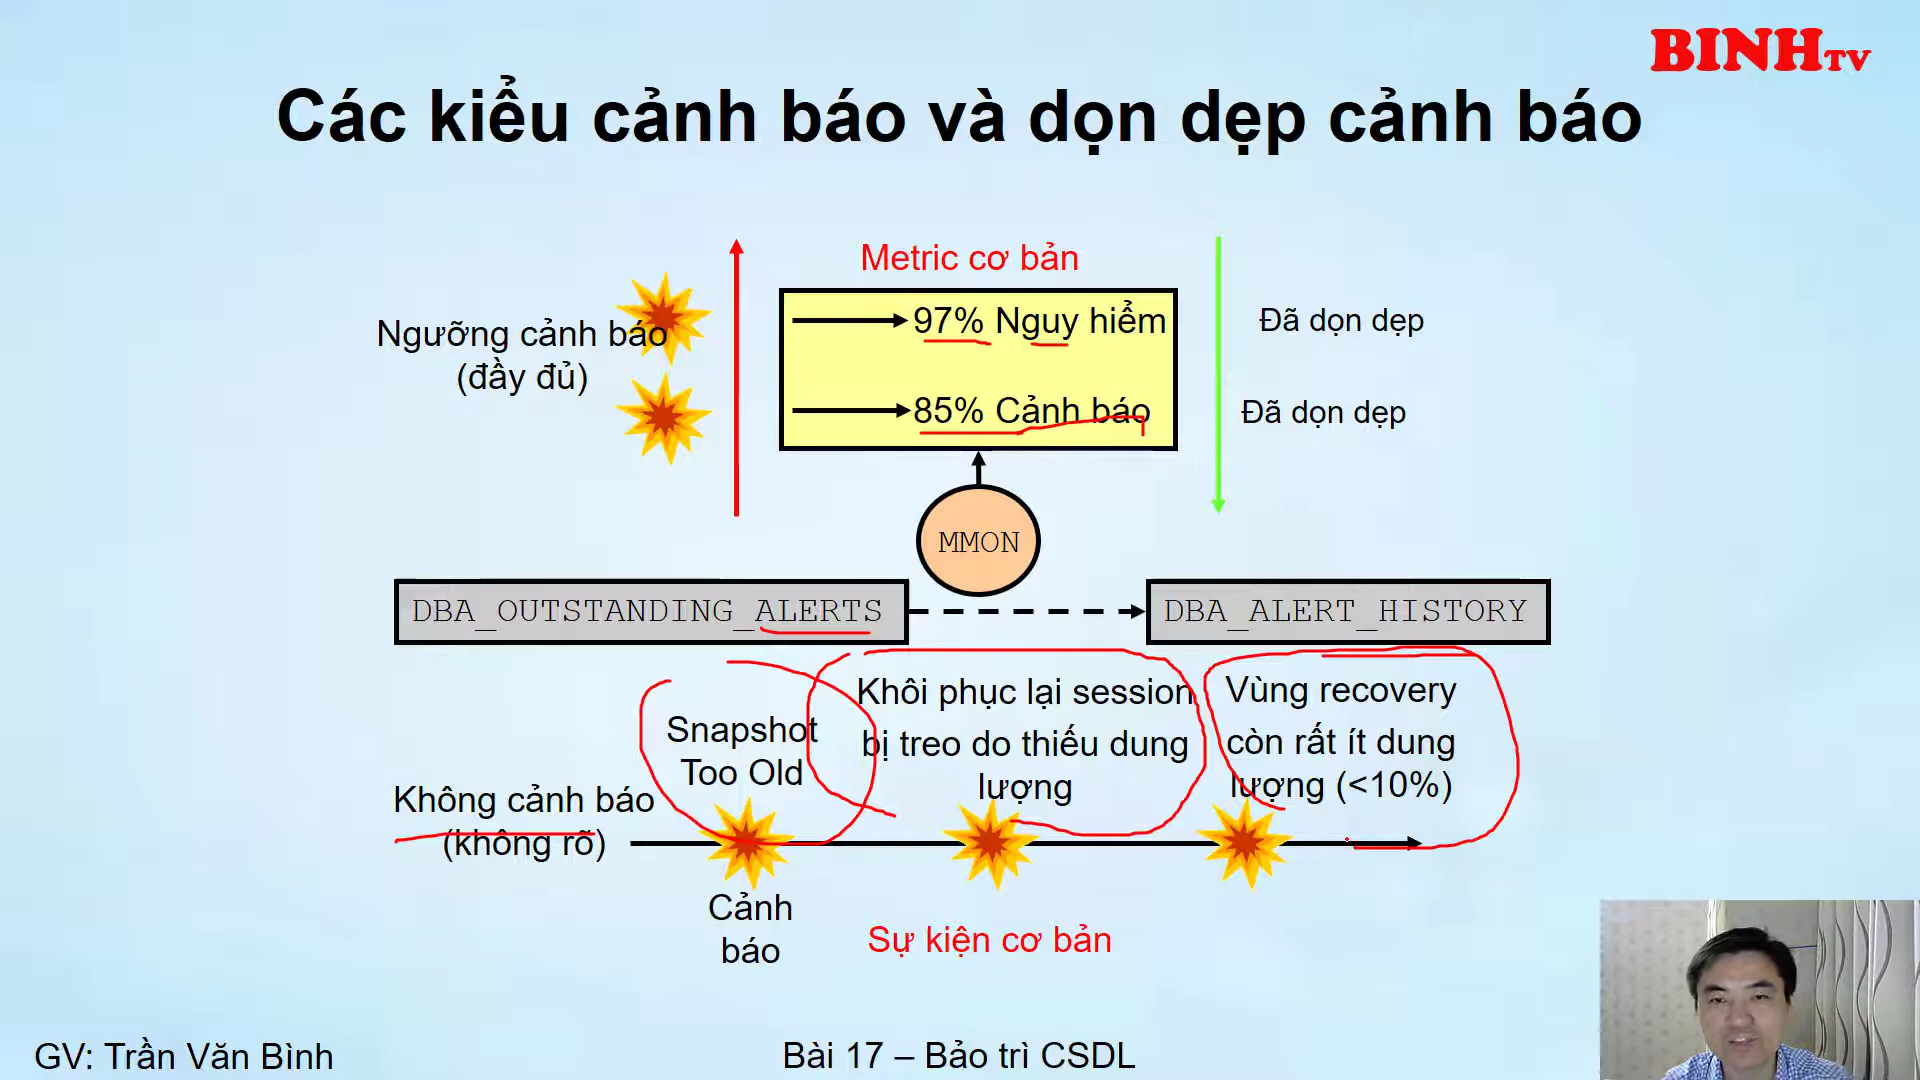 BINH TV
Các kiểu cảnh báo và dọn dẹp cảnh báo
Metric cơ bản
Ngưỡng cảnh báo
(đầy đủ)
97% Nguy hiểm
85% Cảnh báo
Đã dọn dẹp
Đã dọn dẹp
MMON
DBA_OUTSTANDING_ALERTS
DBA_ALERT_HISTORY
Không cảnh báo
(không rõ)
Snapshot
Too Old
Khôi phục lại session
bị treo do thiếu dung
lượng
Vùng recovery
còn rất ít dung
lượng (<10%)
Cảnh
báo
Sự kiện cơ bản
GV: Trần Văn Bình
Bài 17 – Bảo trì CSDL